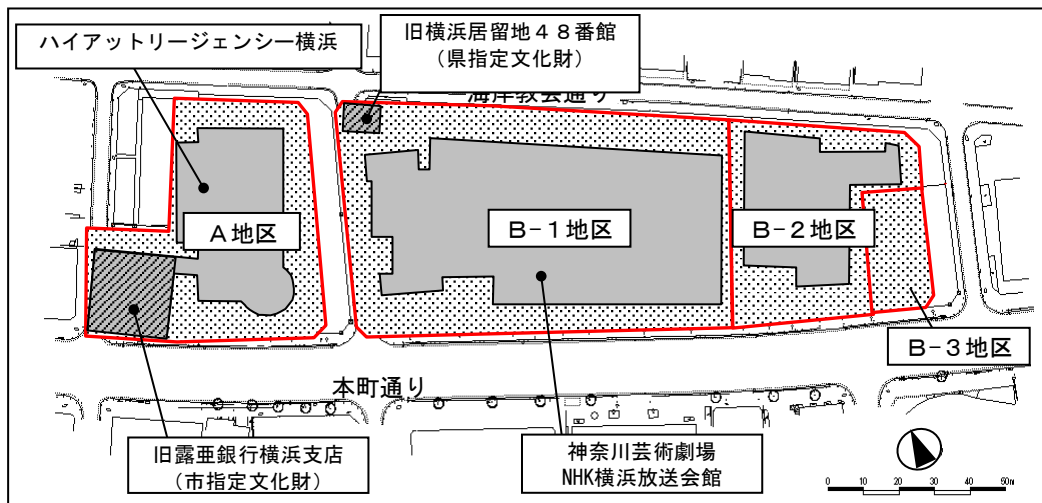 ハイアットリージェンシー横浜
旧横浜居留地４８番館
（県指定文化財）
海岸教会通り
Ａ地区
Ｂ－１地区
Ｂ－２地区
Ｂ－３地区
本町通り
旧露亜銀行横浜支店
（市指定文化財）
神奈川芸術劇場
NHK横浜放送会館
0 10 20 30 40 50m